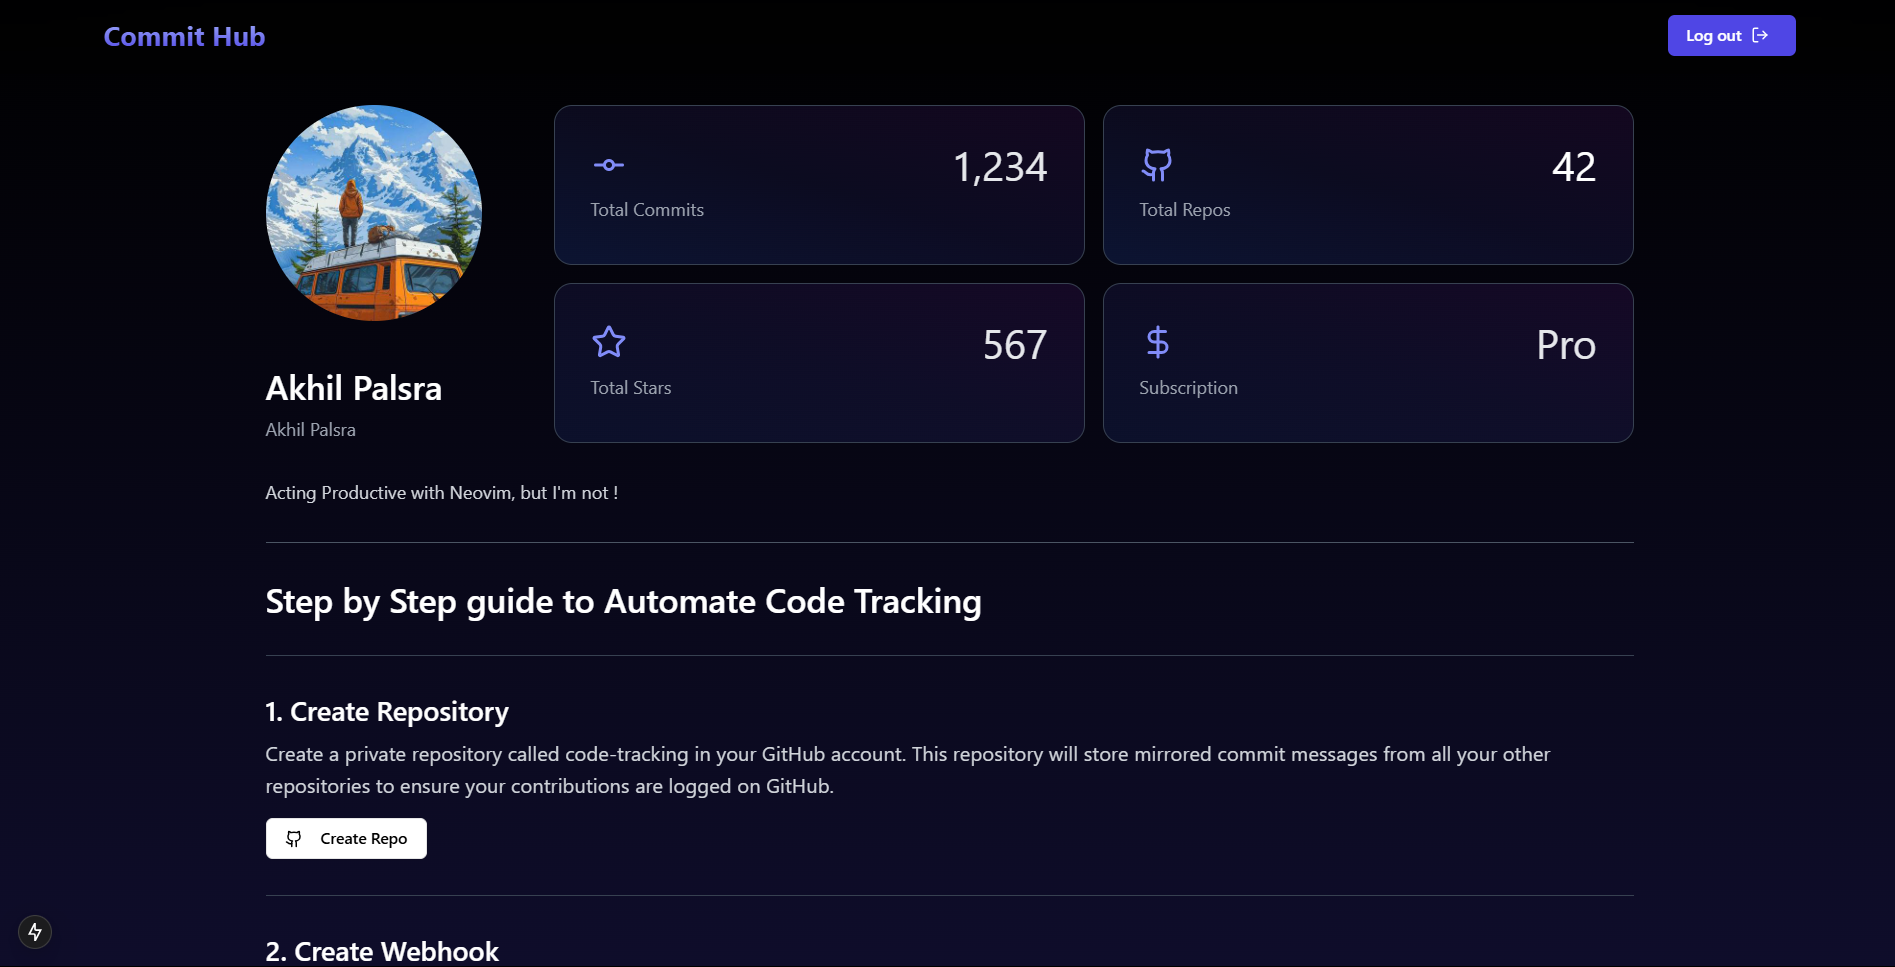 Commit Hub
Log out
1,234
Total Commits
42
Total Repos
567
Total Stars
Pro
Subscription
Akhil Palsra
Akhil Palsra
Acting Productive with Neovim, but I'm not !
Step by Step guide to Automate Code Tracking
1. Create Repository
Create a private repository called code-tracking in your GitHub account. This repository will store mirrored commit messages from all your other
repositories to ensure your contributions are logged on GitHub.
Create Repo
2. Create Webhook